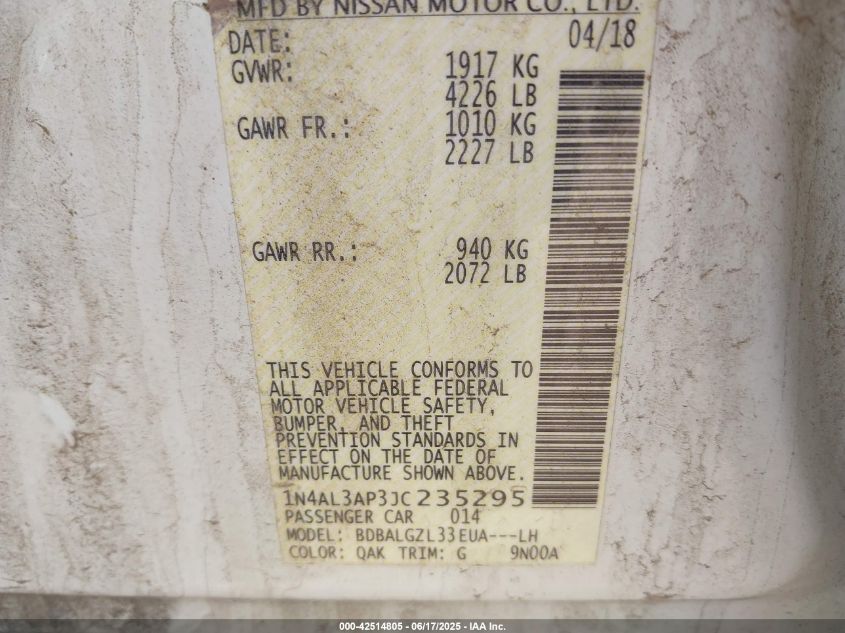 MFD BY NISSAN MOTOR CO., LTD.
DATE: 04/18
GVWR: 1917 KG
4226 LB
GAWR FR.: 1010 KG
2227 LB
GAWR RR.: 940 KG
2072 LB
THIS VEHICLE CONFORMS TO
ALL APPLICABLE FEDERAL
MOTOR VEHICLE SAFETY,
BUMPER, AND THEFT
PREVENTION STANDARDS IN
EFFECT ON THE DATE OF
MANUFACTURE SHOWN ABOVE.
1N4AL3AP3JC235295
PASSENGER CAR 014
MODEL: BDBALGZL33EUA---LH
COLOR: QAK TRIM: G 9N00A
000-42514805 - 06/17/2025 - IAA Inc.